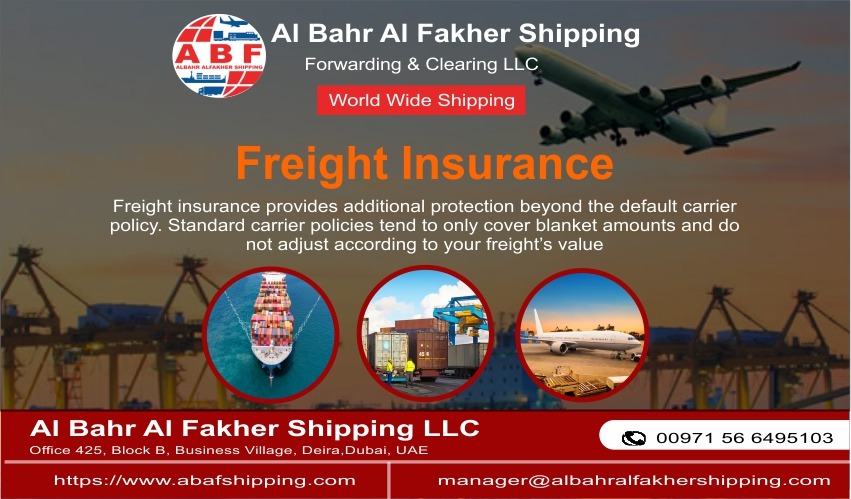 Al Bahr Al Fakher Shipping
Forwarding & Clearing LLC
World Wide Shipping
ABF
ALBAHR ALFAKHER SHIPPING
Freight Insurance
Freight insurance provides additional protection beyond the default carrier
policy. Standard carrier policies tend to only cover blanket amounts and do
not adjust according to your freight's value
Al Bahr Al Fakher Shipping LLC
Office 425, Block B, Business Village, Deira,Dubai, UAE
00971 56 6495103
https://www.abafshipping.com
manager@albahralfakhershipping.com